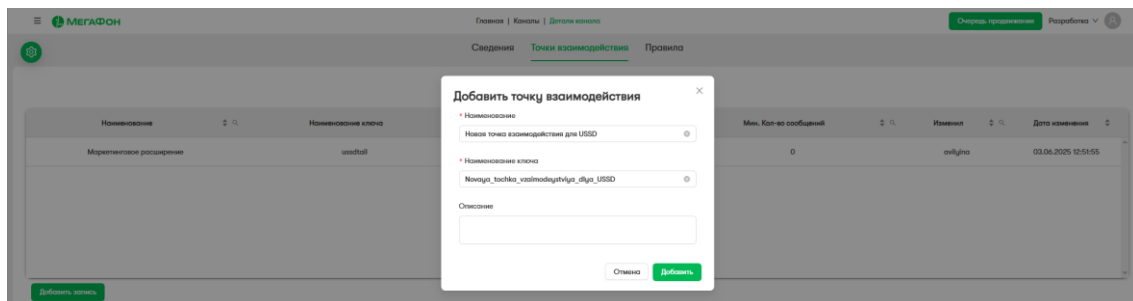 МЕГАФОН
Главная | Каналы | Детали канала
Очередь продвижения
Разработка
Сведения Точки взаимодействия Правила
Добавить точку взаимодействия
* Наименование
Новая точка взаимодействия для USSD
* Наименование ключа
Novaya_tochka_vzaimodeystviya_dlya_USSD
Описание
Отмена Добавить
Наименование Наименование ключа Мин. Кол-во сообщений Изменил Дата изменения
Маркетинговое расширение ussdtail 0 avilyina 03.06.2025 12:51:55
Добавить запись